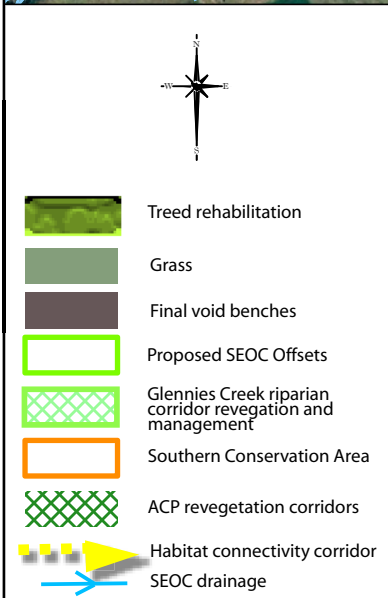 N
W E
S
Treed rehabilitation
Grass
Final void benches
Proposed SEOC Offsets
Glennies Creek riparian
corridor revegation and
management
Southern Conservation Area
ACP revegetation corridors
Habitat connectivity corridor
SEOC drainage